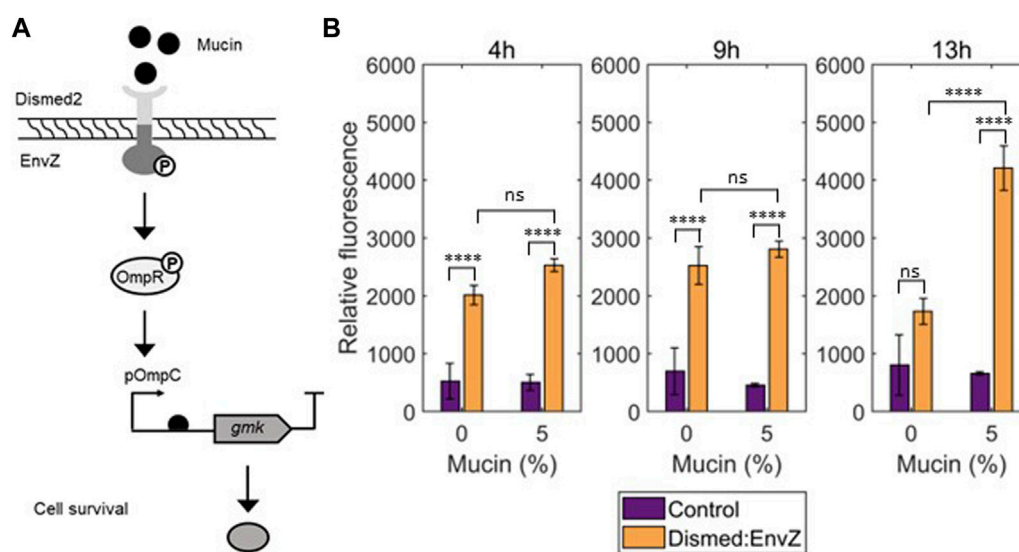 A
Mucin
Dismed2
EnvZ
P
P
OmpR
pOmpC
gmk
Cell survival
B
4h
9h
13h
Relative fluorescence
6000
5000
4000
3000
2000
1000
0
ns
****
****
0 5
Mucin (%)
6000
5000
4000
3000
2000
1000
0
ns
****
****
0 5
Mucin (%)
6000
5000
4000
3000
2000
1000
0
****
****
ns
0 5
Mucin (%)
Control
Dismed:EnvZ